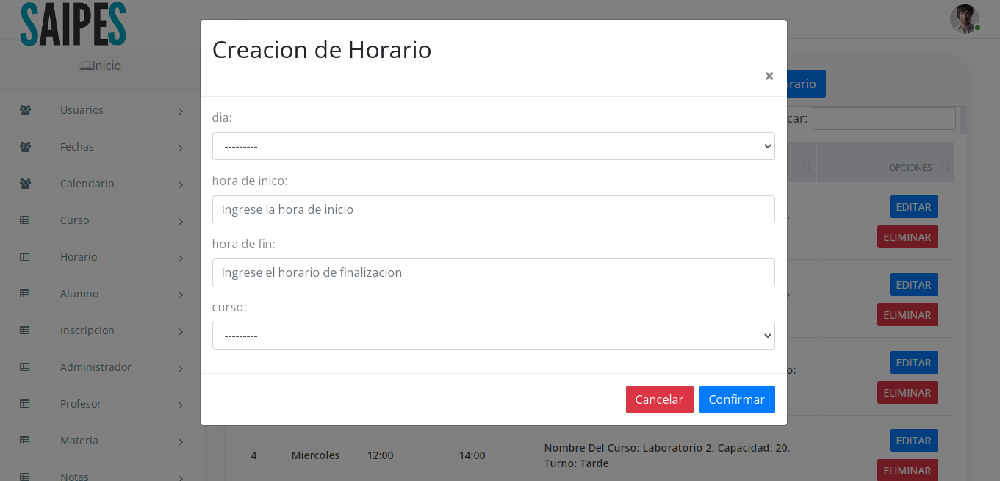 SAIPES
Inicio
Usuarios
Fechas
Calendario
Curso
Horario
Alumno
Inscripcion
Administrador
Profesor
Materia
Notas
Creacion de Horario
×
dia:
---------
hora de inico:
Ingrese la hora de inicio
hora de fin:
Ingrese el horario de finalizacion
curso:
---------
Cancelar Confirmar
OPCIONES
EDITAR
ELIMINAR
EDITAR
ELIMINAR
EDITAR
ELIMINAR
4 Miercoles 12:00 14:00 Nombre Del Curso: Laboratorio 2, Capacidad: 20,
Turno: Tarde
EDITAR
ELIMINAR